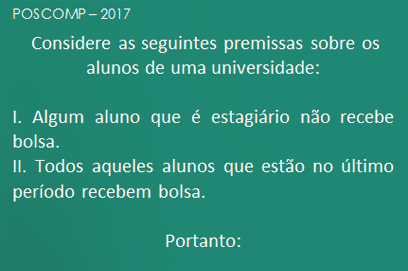 POSCOMP – 2017
Considere as seguintes premissas sobre os
alunos de uma universidade:
I. Algum aluno que é estagiário não recebe
bolsa.
II. Todos aqueles alunos que estão no último
período recebem bolsa.
Portanto: